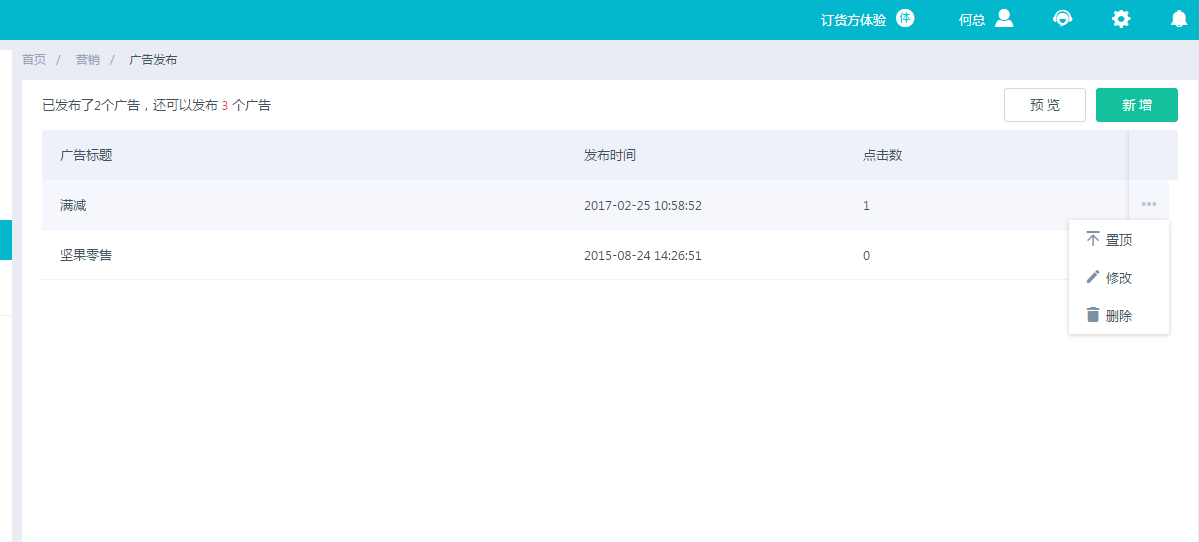 订货方体验 体 何总
首页 / 营销 / 广告发布
已发布了2个广告，还可以发布 3 个广告 预 览 新 增
广告标题 发布时间 点击数
满减 2017-02-25 10:58:52 1 •••
坚果零售 2015-08-24 14:26:51 0
置顶
修改
删除